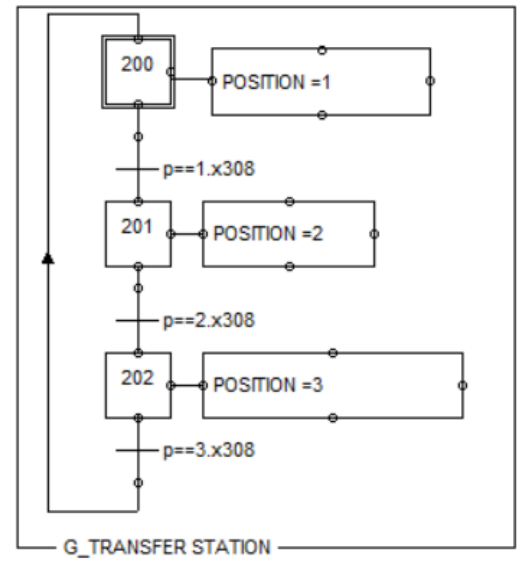 200
POSITION =1
p==1.x308
201
POSITION =2
p==2.x308
202
POSITION =3
p==3.x308
G_TRANSFER STATION